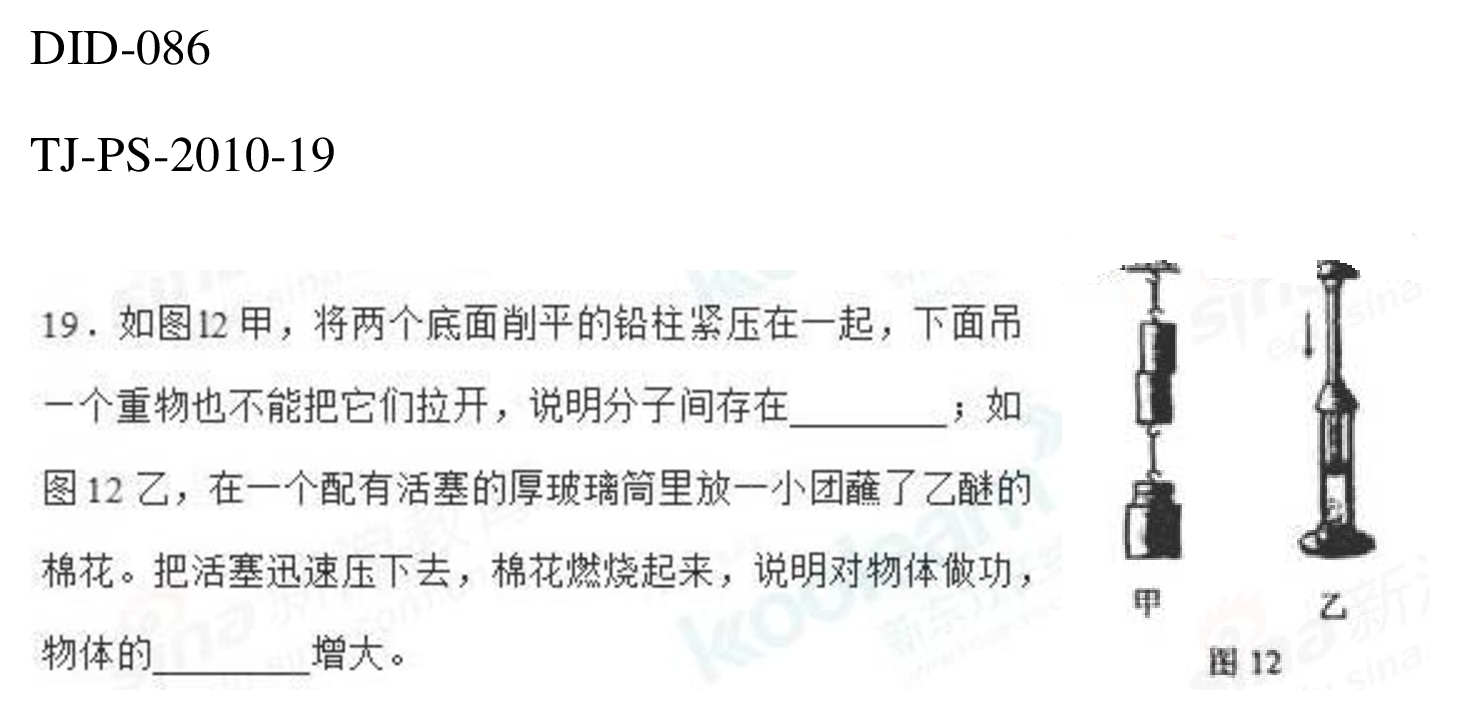 DID-086
TJ-PS-2010-19
19．如图12 甲，将两个底面削平的铅柱紧压在一起，下面吊
一个重物也不能把它们拉开，说明分子间存在________；如
图12 乙，在一个配有活塞的厚玻璃筒里放一小团蘸了乙醚的
棉花。把活塞迅速压下去，棉花燃烧起来，说明对物体做功，
物体的________增大。
甲
乙
图 12